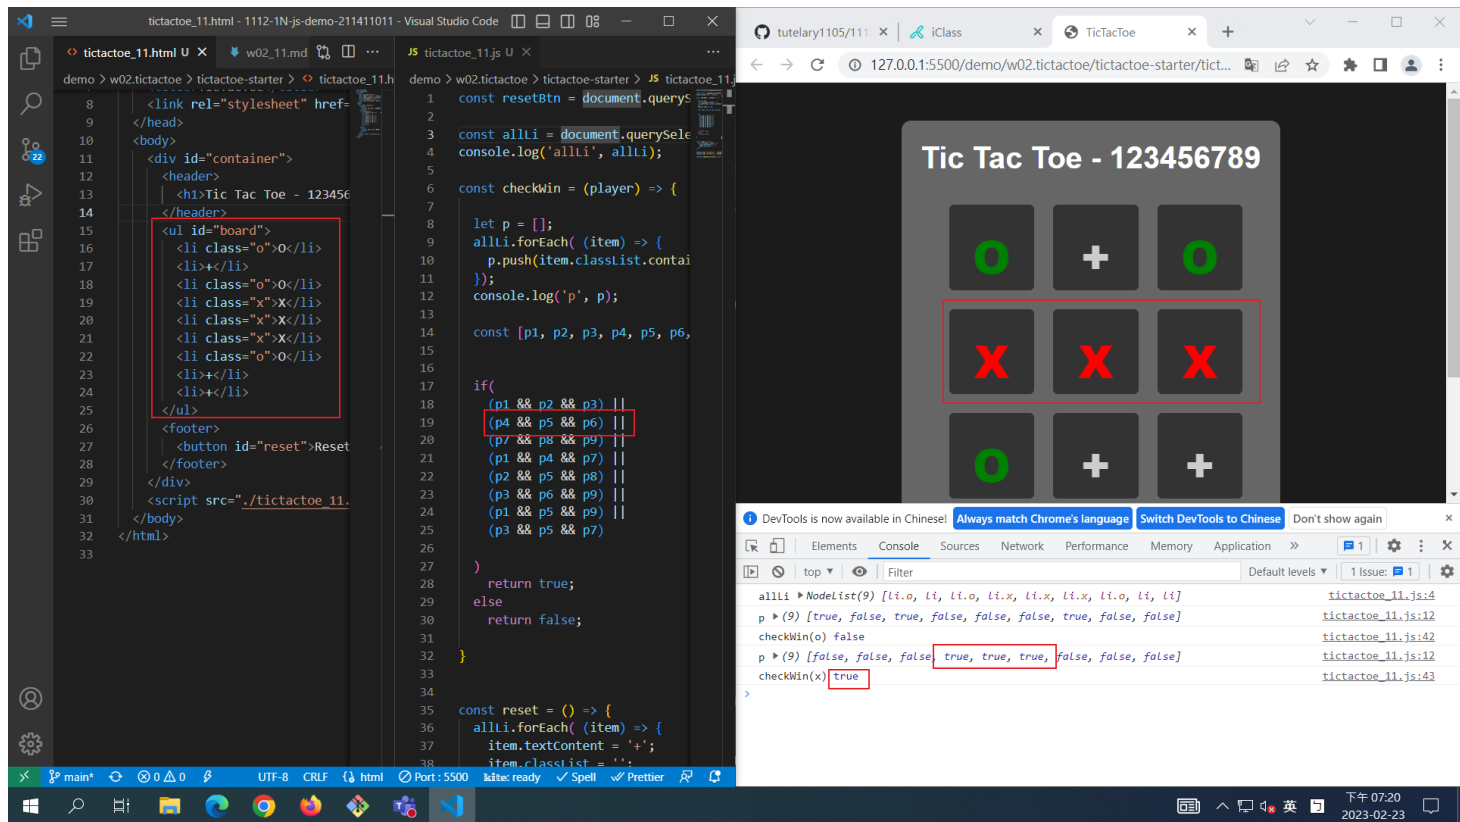 tictactoe_11.html - 1112-1N-js-demo-211411011 - Visual Studio Code
tictactoe_11.html U
w02_11.md
demo > w02.tictactoe > tictactoe-starter > <> tictactoe_11.h
8 <link rel="stylesheet" href=
9 </head>
10 <body>
11 <div id="container">
12 <header>
13 <h1>Tic Tac Toe - 123456
14 </header>
15 <ul id="board">
16 <li class="o">O</li>
17 <li>+</li>
18 <li class="o">O</li>
19 <li class="x">X</li>
20 <li class="x">X</li>
21 <li class="x">X</li>
22 <li class="o">O</li>
23 <li>+</li>
24 <li>+</li>
25 </ul>
26 <footer>
27 <button id="reset">Reset
28 </footer>
29 </div>
30 <script src="./tictactoe_11.
31 </body>
32 </html>
33
22
JS tictactoe_11.js U
demo > w02.tictactoe > tictactoe-starter > JS tictactoe_11.j
1 const resetBtn = document.queryS
2
3 const allLi = document.querySele
4 console.log('allLi', allLi);
5
6 const checkWin = (player) => {
7
8 let p = [];
9 allLi.forEach( (item) => {
10 p.push(item.classList.contai
11 });
12 console.log('p', p);
13
14 const [p1, p2, p3, p4, p5, p6,
15
16
17 if(
18 (p1 && p2 && p3) ||
19 (p4 && p5 && p6) ||
20 (p7 && p8 && p9) ||
21 (p1 && p4 && p7) ||
22 (p2 && p5 && p8) ||
23 (p3 && p6 && p9) ||
24 (p1 && p5 && p9) ||
25 (p3 && p5 && p7)
26
27 )
28 return true;
29 else
30 return false;
31
32 }
33
34
35 const reset = () => {
36 allLi.forEach( (item) => {
37 item.textContent = '+';
38 item.classList = '';
main* 0 0 UTF-8 CRLF html Port : 5500 kite: ready Spell Prettier
tutelary1105/111
iClass
TicTacToe
127.0.0.1:5500/demo/w02.tictactoe/tictactoe-starter/tict...
Tic Tac Toe - 123456789
O + O
X X X
O + +
DevTools is now available in Chinese! Always match Chrome's language Switch DevTools to Chinese Don't show again
Elements Console Sources Network Performance Memory Application » 1
top Filter Default levels 1 Issue: 1
allLi NodeList(9) [li.o, li, li.o, li.x, li.x, li.x, li.o, li, li] tictactoe_11.js:4
p (9) [true, false, true, false, false, false, true, false, false] tictactoe_11.js:12
checkWin(o) false tictactoe_11.js:42
p (9) [false, false, false, true, true, true, false, false, false] tictactoe_11.js:12
checkWin(x) true tictactoe_11.js:43
英
下午 07:20
2023-02-23